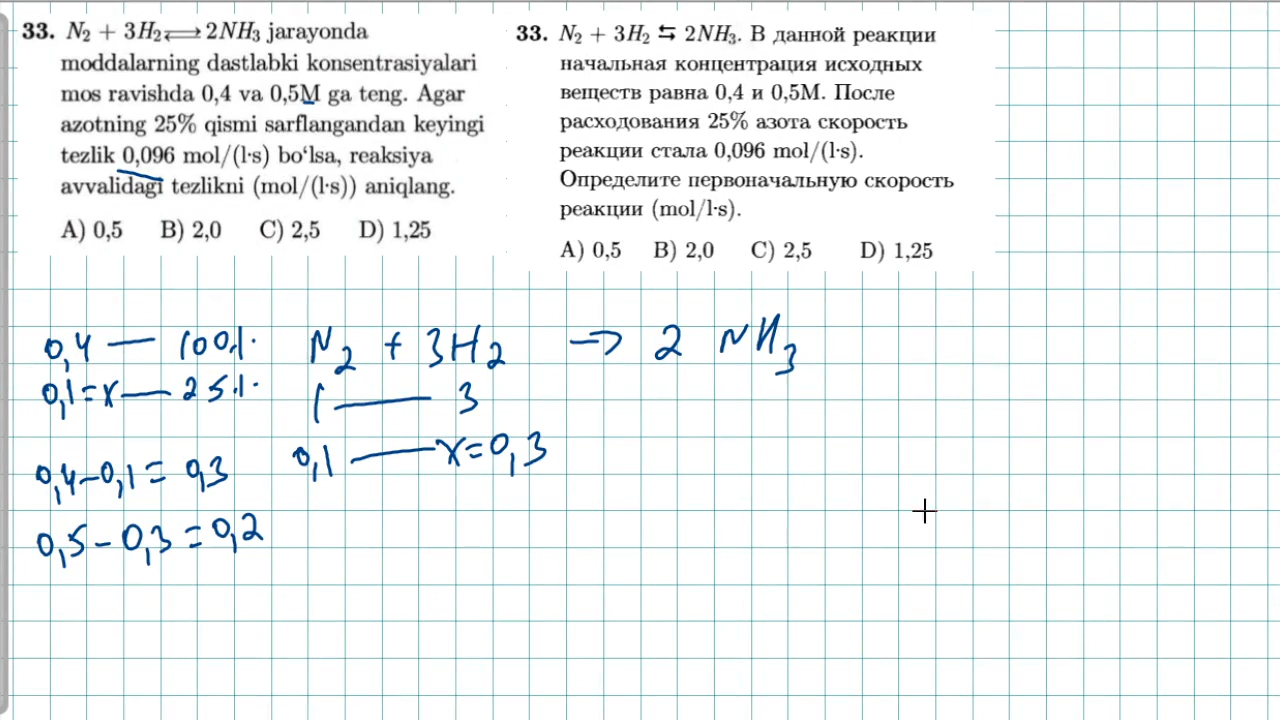 33. N₂ + 3H₂ ⇌ 2NH₃ jarayonda
moddalarning dastlabki konsentrasiyalari
mos ravishda 0,4 va 0,5M ga teng. Agar
azotning 25% qismi sarflangandan keyingi
tezlik 0,096 mol/(l·s) bo‘lsa, reaksiya
avvalidagi tezlikni (mol/(l·s)) aniqlang.
A) 0,5 B) 2,0 C) 2,5 D) 1,25
33. N₂ + 3H₂ ⇆ 2NH₃. В данной реакции
начальная концентрация исходных
веществ равна 0,4 и 0,5М. После
расходования 25% азота скорость
реакции стала 0,096 mol/(l·s).
Определите первоначальную скорость
реакции (mol/l·s).
A) 0,5 B) 2,0 C) 2,5 D) 1,25
0,4 — 100%
0,1=x — 25%
0,4-0,1=0,3
0,5-0,3=0,2
N₂ + 3H₂ → 2 NH₃
1 — 3
0,1 — x=0,3